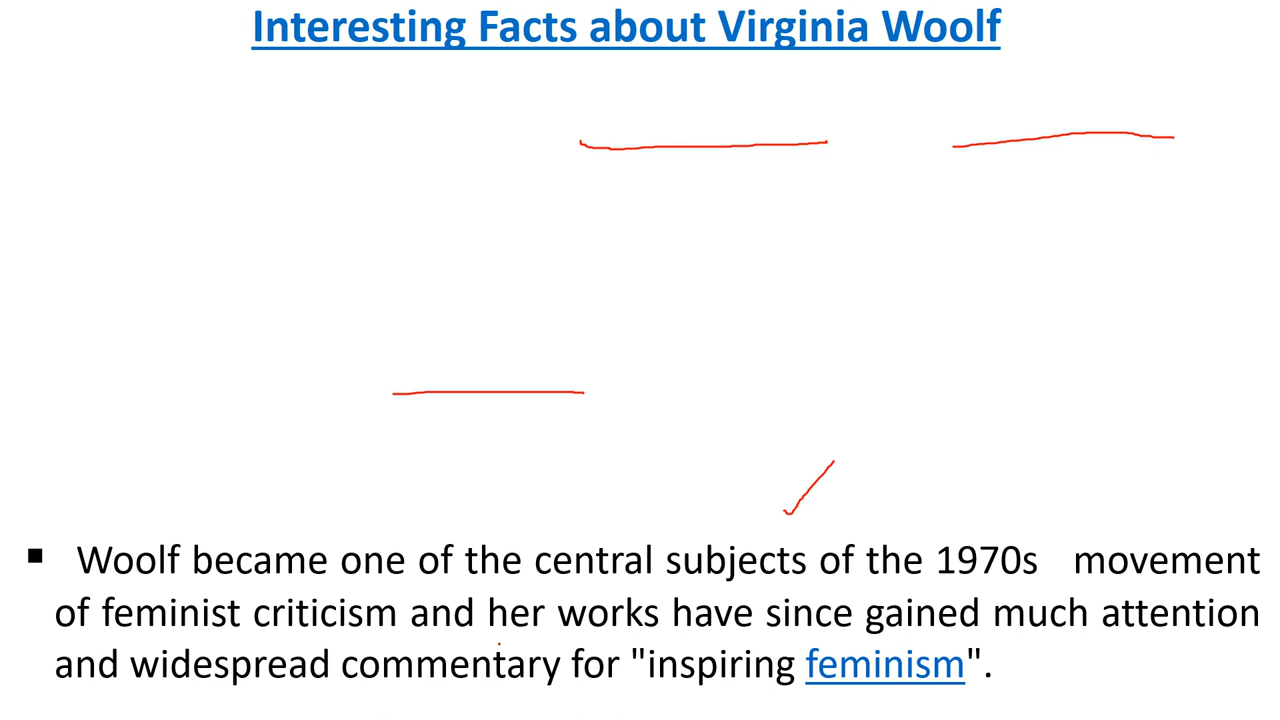 Interesting Facts about Virginia Woolf
▪ Woolf became one of the central subjects of the 1970s movement
of feminist criticism and her works have since gained much attention
and widespread commentary for "inspiring feminism".